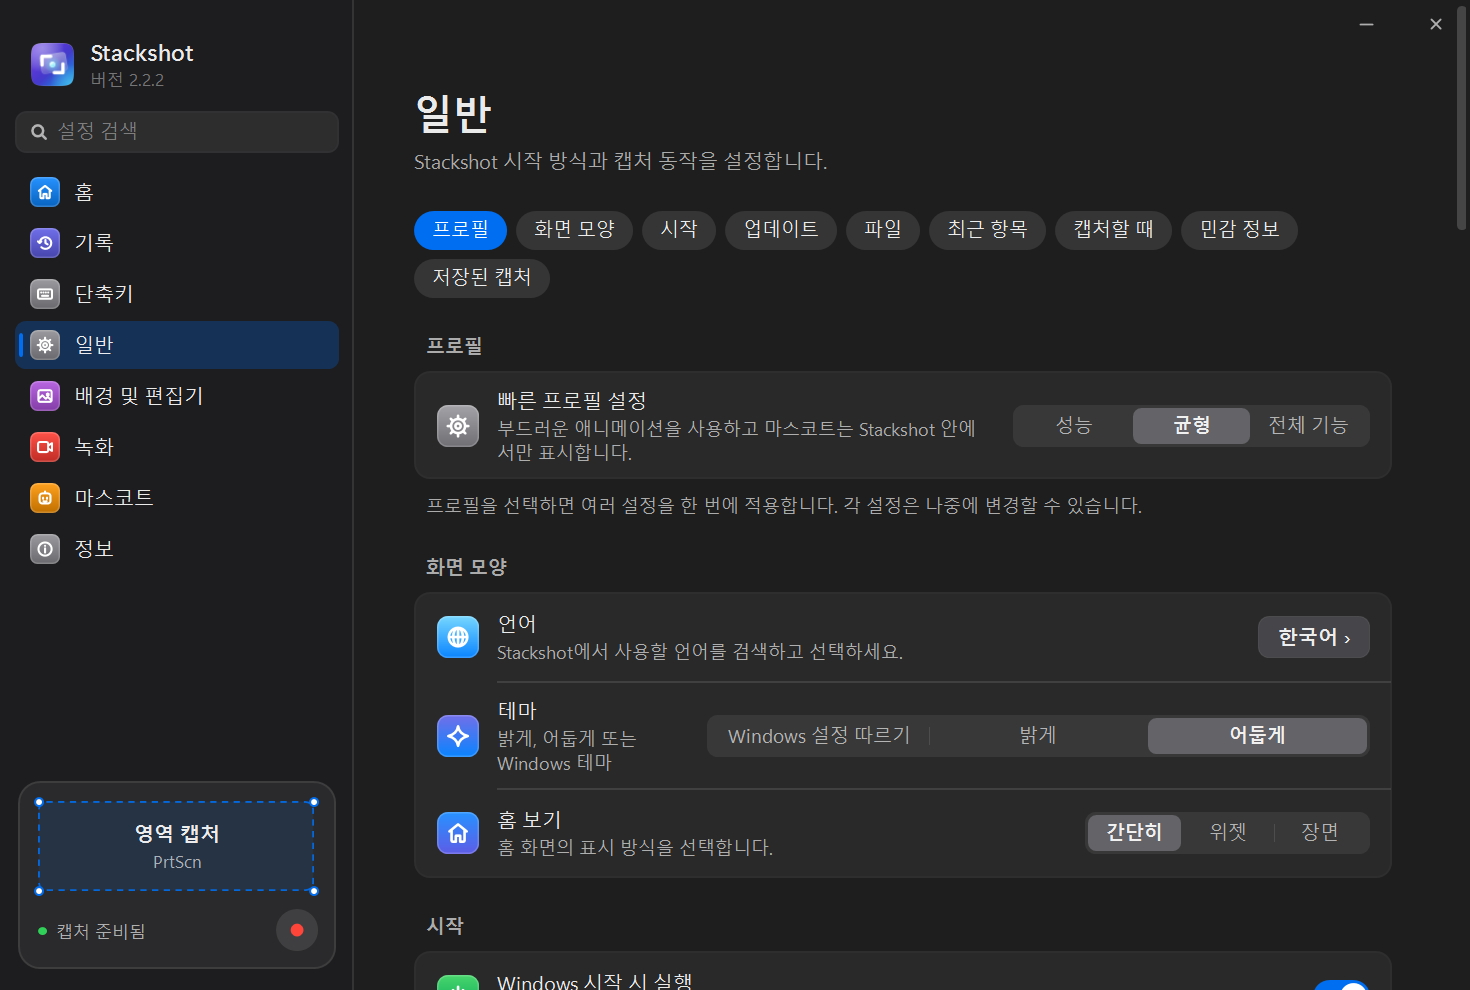 Stackshot
버전 2.2.2
설정 검색
홈
기록
단축키
일반
배경 및 편집기
녹화
마스코트
정보
영역 캡처
PrtScn
캡처 준비됨
일반
Stackshot 시작 방식과 캡처 동작을 설정합니다.
프로필 화면 모양 시작 업데이트 파일 최근 항목 캡처할 때 민감 정보
저장된 캡처
프로필
빠른 프로필 설정
부드러운 애니메이션을 사용하고 마스코트는 Stackshot 안에
서만 표시합니다.
성능 균형 전체 기능
프로필을 선택하면 여러 설정을 한 번에 적용합니다. 각 설정은 나중에 변경할 수 있습니다.
화면 모양
언어
Stackshot에서 사용할 언어를 검색하고 선택하세요.
한국어 ›
테마
밝게, 어둡게 또는
Windows 테마
Windows 설정 따르기 밝게 어둡게
홈 보기
홈 화면의 표시 방식을 선택합니다.
간단히 위젯 장면
시작
Windows 시작 시 실행